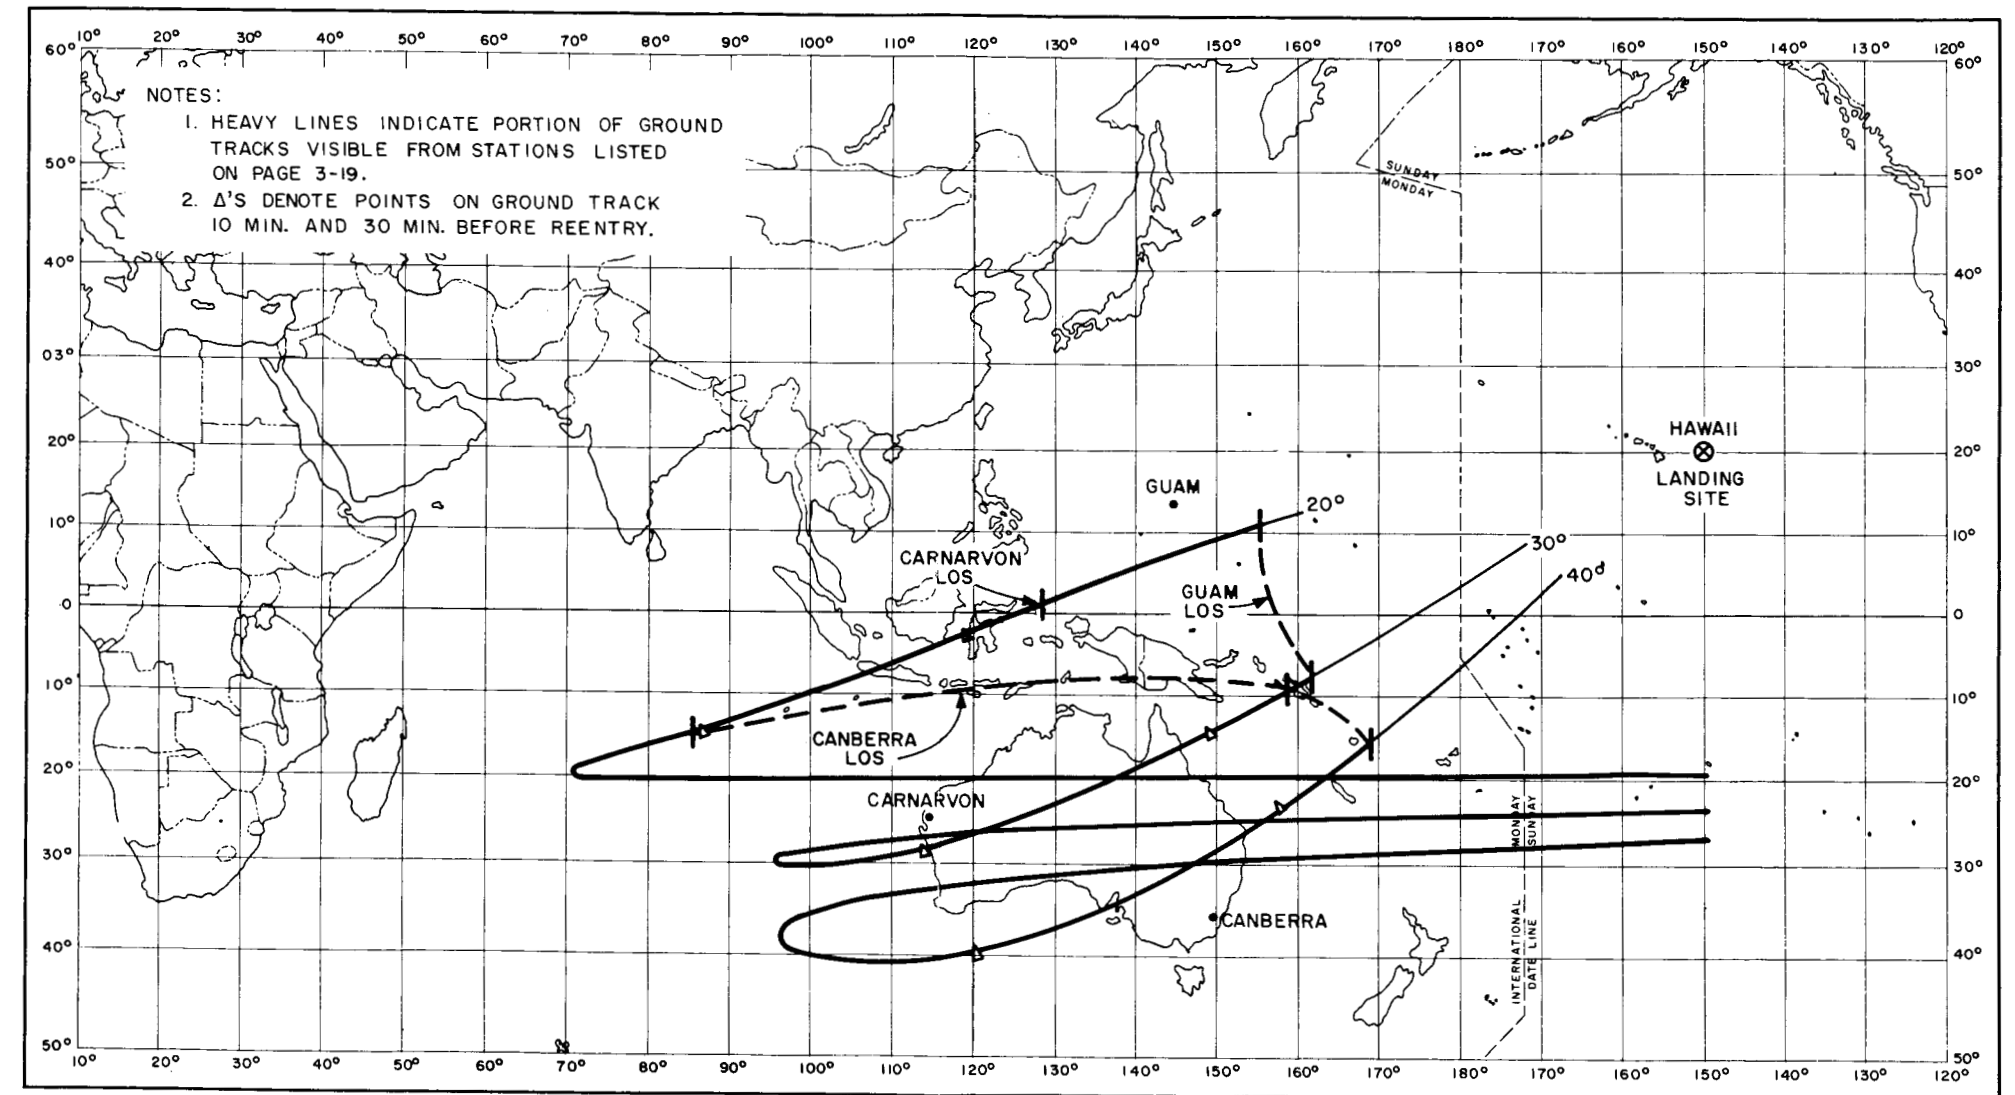 10° 20° 30° 40° 50° 60° 70° 80° 90° 100° 110° 120° 130° 140° 150° 160° 170° 180° 170° 160° 150° 140° 130° 120°
60° 60°
NOTES:
1. HEAVY LINES INDICATE PORTION OF GROUND
TRACKS VISIBLE FROM STATIONS LISTED
ON PAGE 3-19.
2. Δ'S DENOTE POINTS ON GROUND TRACK
10 MIN. AND 30 MIN. BEFORE REENTRY.
50° 50°
SUNDAY
MONDAY
40° 40°
03° 30°
HAWAII
20° 20°
LANDING
SITE
GUAM
20°
10° 10°
30°
CARNARVON
LOS
40°
GUAM
LOS
0 0
10° 10°
CANBERRA
LOS
20° 20°
CARNARVON
MONDAY
SUNDAY
30° 30°
CANBERRA
40° 40°
INTERNATIONAL
DATE LINE
50° 50°
10° 20° 30° 40° 50° 60° 70° 80° 90° 100° 110° 120° 130° 140° 150° 160° 170° 180° 170° 160° 150° 140° 130° 120°